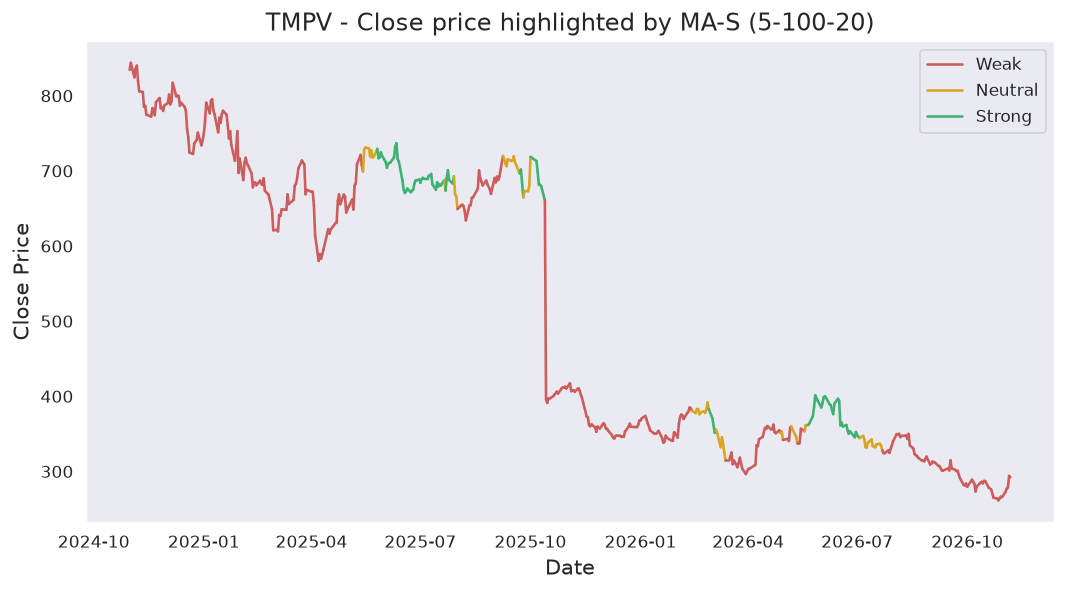 TMPV - Close price highlighted by MA-S (5-100-20)
Weak
Neutral
Strong
Close Price
800
700
600
500
400
300
2024-10
2025-01
2025-04
2025-07
2025-10
2026-01
2026-04
2026-07
2026-10
Date